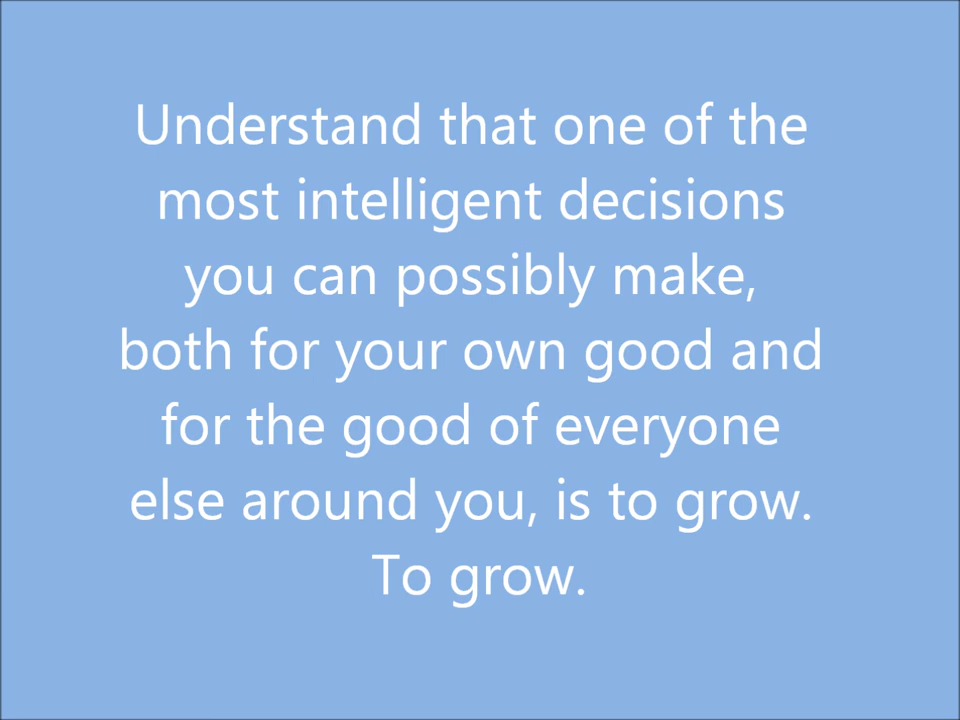 Understand that one of the
most intelligent decisions
you can possibly make,
both for your own good and
for the good of everyone
else around you, is to grow.
To grow.